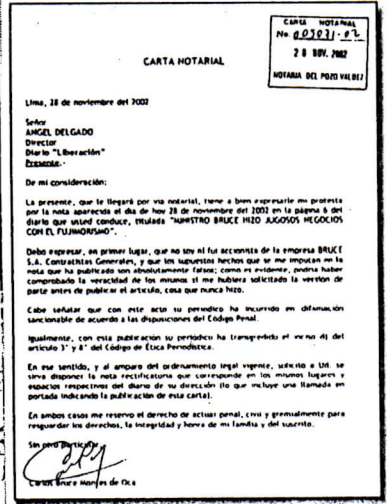 CARTA NOTARIAL
No. 005031-02
28 NOV. 2002
NOTARIA DEL POZO VALDEZ
CARTA NOTARIAL
Lima, 28 de noviembre del 2002
Señor
ANGEL DELGADO
Director
Diario "Liberación"
Presente.-
De mi consideración:
La presente, que le llegará por vía notarial, tiene a bien expresarle mi protesta
por la nota aparecida el día de hoy 28 de noviembre del 2002 en la página 6 del
diario que usted conduce, titulada "MINISTRO BRUCE HIZO JUGOSOS NEGOCIOS
CON EL FUJIMORISMO".
Debo expresar, en primer lugar, que no soy ni fui accionista de la empresa BRUCE
S.A. Contratistas Generales, y que los supuestos hechos que se me imputan en la
nota que ha publicado son absolutamente falsos; como es evidente, podría haber
comprobado la veracidad de los mismos si me hubiera solicitado la versión de
parte antes de publicar el artículo, cosa que nunca hizo.
Cabe señalar que con este acto su periódico ha incurrido en difamación
sancionable de acuerdo a las disposiciones del Código Penal.
Igualmente, con esta publicación su periódico ha transgredido el inciso d) del
artículo 3° y 8° del Código de Ética Periodística.
En ese sentido, y al amparo del ordenamiento legal vigente, solicito a Ud. se
sirva disponer la nota rectificatoria que corresponde en los mismos lugares y
espacios respectivos del diario de su dirección (lo que incluye una llamada en
portada indicando la publicación de esta carta).
En ambos casos me reservo el derecho de actuar penal, civil y gremialmente para
resguardar los derechos, la integridad y honra de mi familia y del suscrito.
Sin otro particular,
Carlos Bruce Montes de Oca